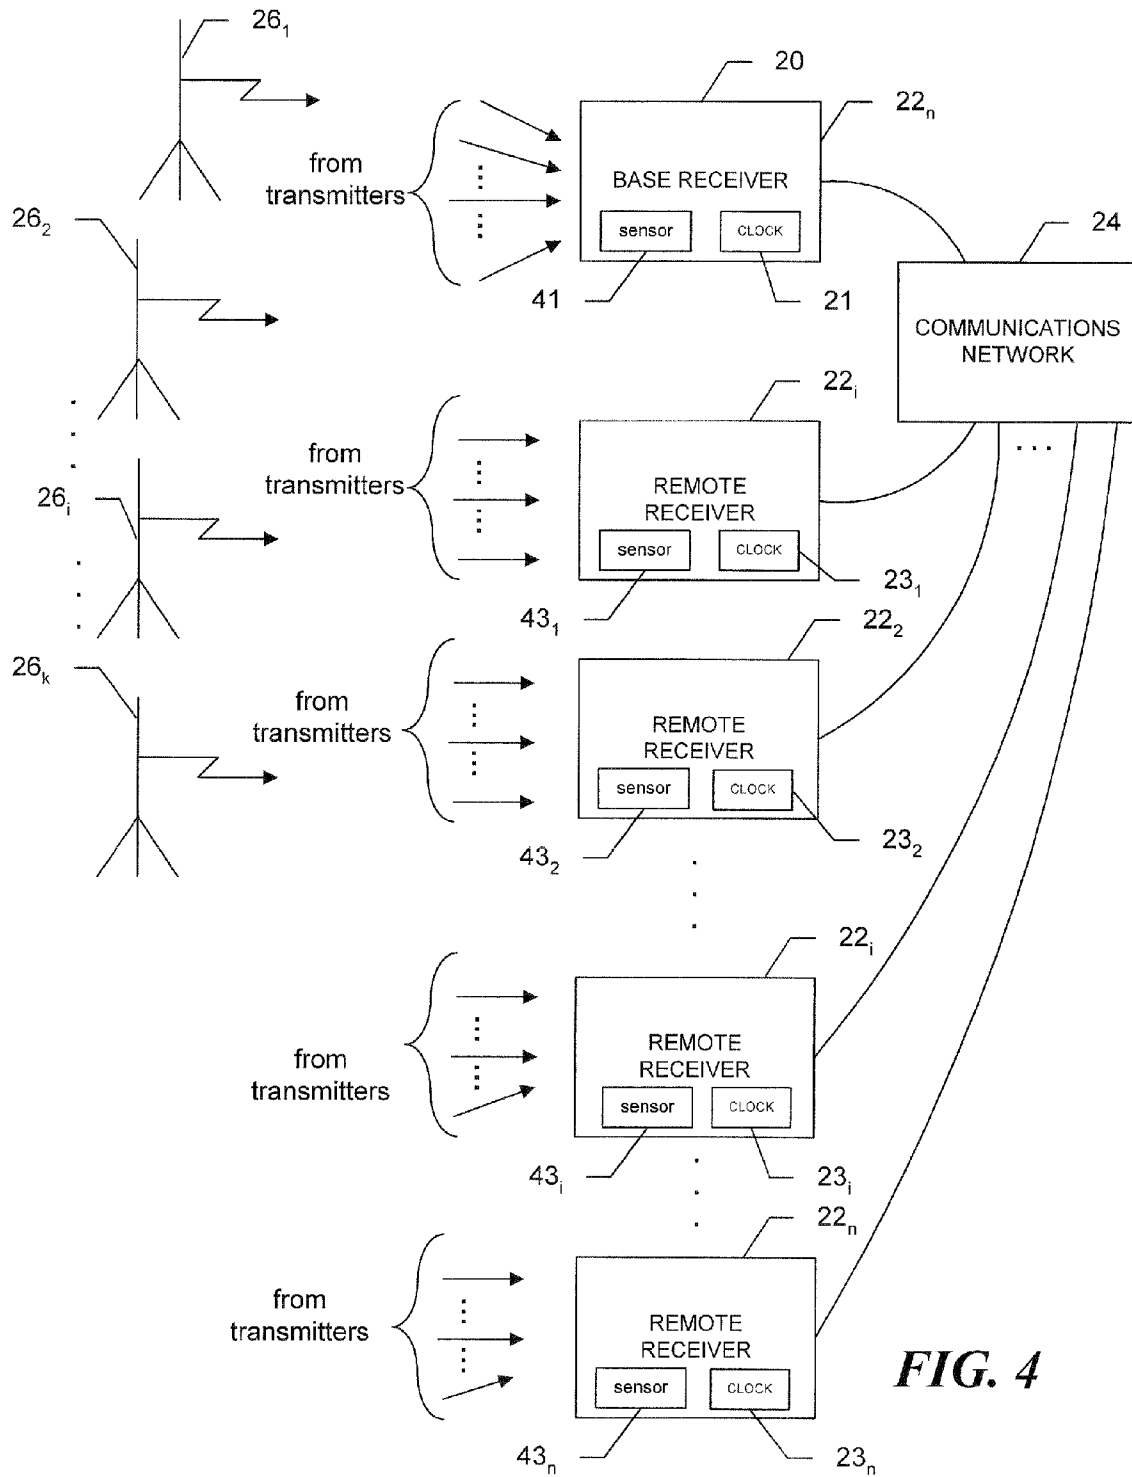 26₁
20
22ₙ
from
transmitters
BASE RECEIVER
sensor
CLOCK
26₂
41
21
24
COMMUNICATIONS
NETWORK
22ᵢ
from
transmitters
REMOTE
RECEIVER
sensor
CLOCK
26ᵢ
43₁
23₁
22₂
26ₖ
from
transmitters
REMOTE
RECEIVER
sensor
CLOCK
43₂
23₂
22ᵢ
from
transmitters
REMOTE
RECEIVER
sensor
CLOCK
43ᵢ
23ᵢ
22ₙ
from
transmitters
REMOTE
RECEIVER
sensor
CLOCK
43ₙ
23ₙ
FIG. 4